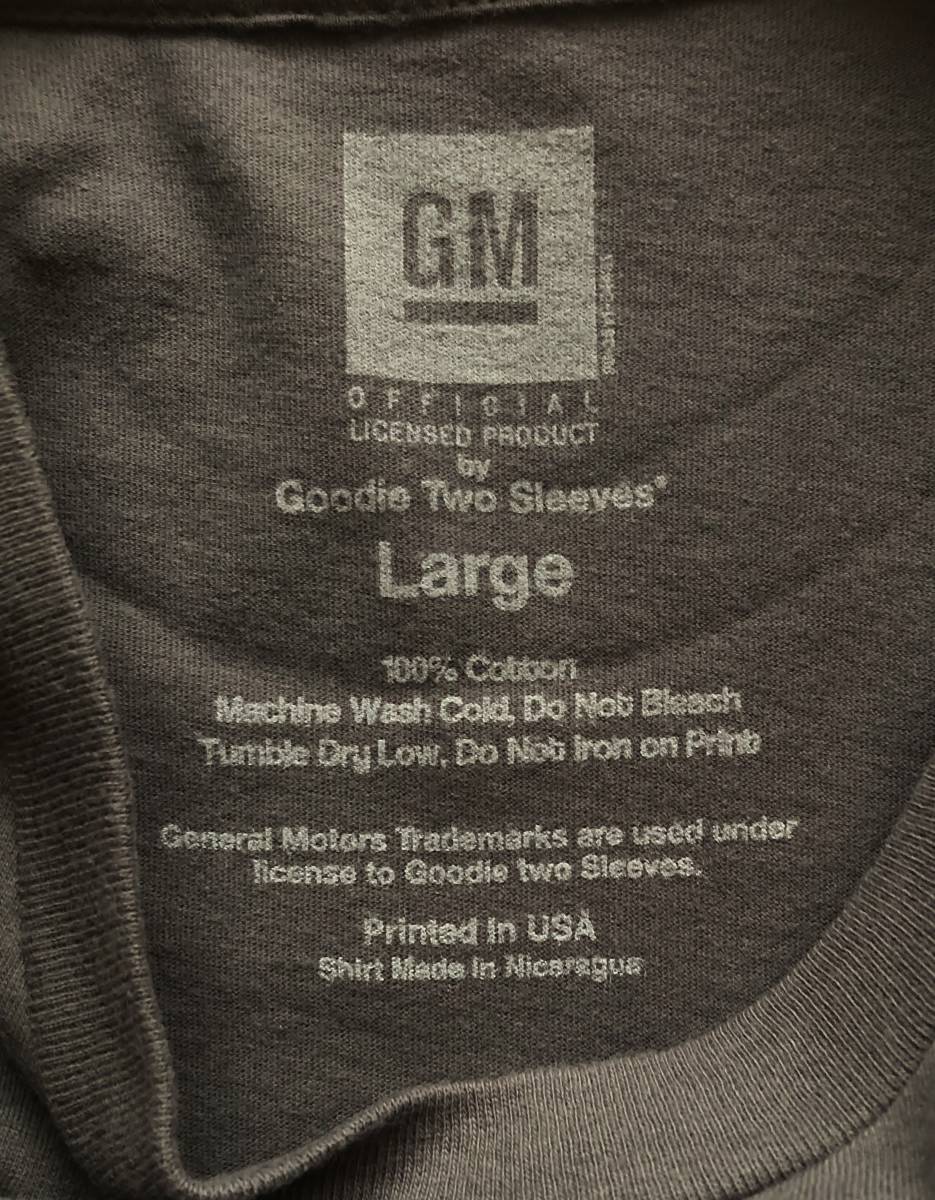 GM
OFFICIAL
LICENSED PRODUCT
by
Goodie Two Sleeves®
Large
100% Cotton
Machine Wash Cold, Do Not Bleach
Tumble Dry Low, Do Not Iron on Print
General Motors Trademarks are used under
license to Goodie two Sleeves.
Printed In USA
Shirt Made In Nicaragua